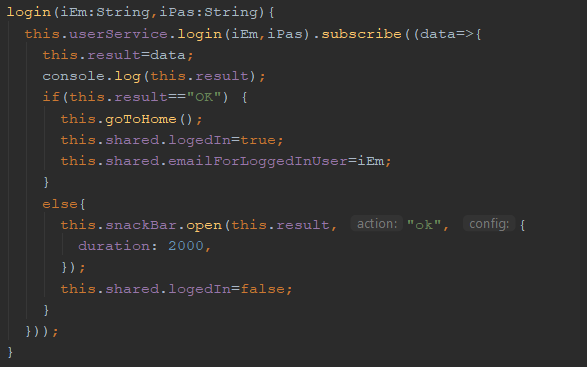 login(iEm:String,iPas:String){
  this.userService.login(iEm,iPas).subscribe((data=>{
    this.result=data;
    console.log(this.result);
    if(this.result=="OK") {
      this.goToHome();
      this.shared.logedIn=true;
      this.shared.emailForLoggedInUser=iEm;
    }
    else{
      this.snackBar.open(this.result, action: "ok", config: {
        duration: 2000,
      });
      this.shared.logedIn=false;
    }
  }));
}